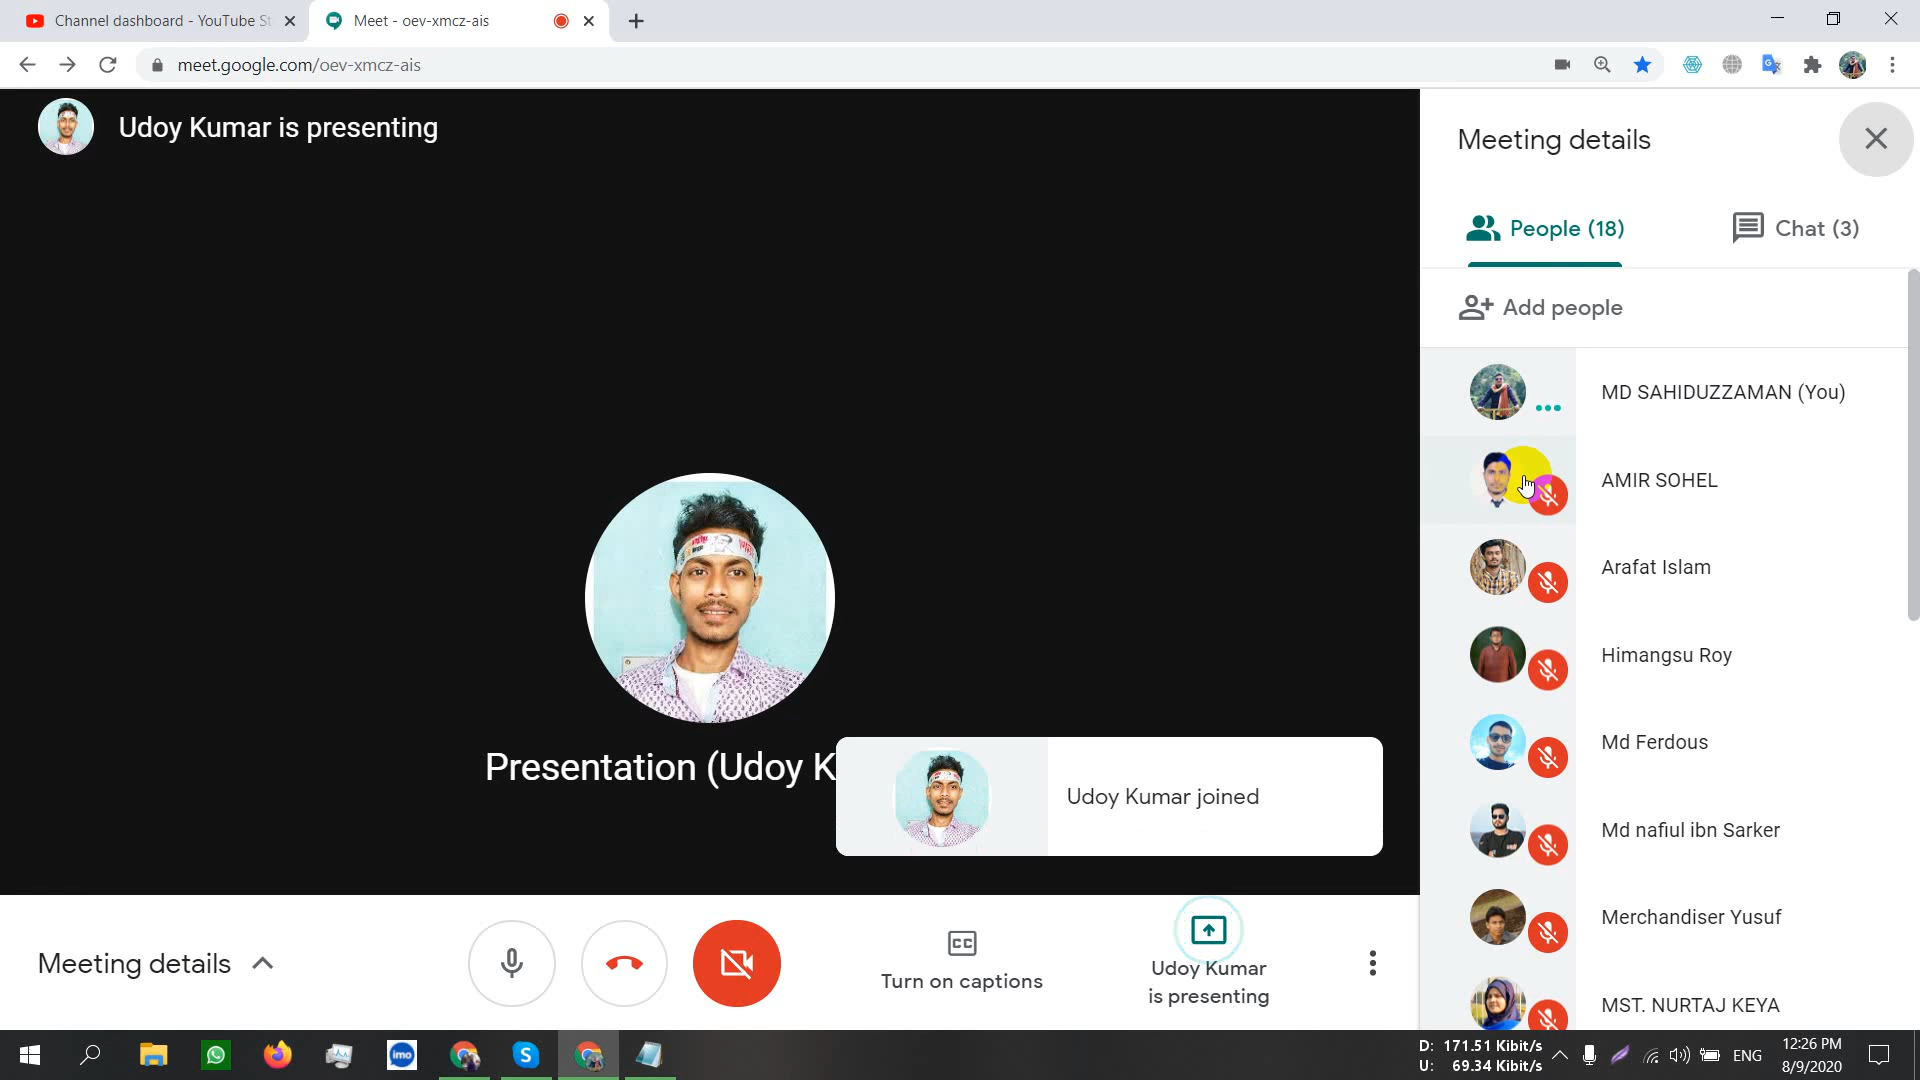 Channel dashboard - YouTube St
Meet - oev-xmcz-ais
meet.google.com/oev-xmcz-ais
Udoy Kumar is presenting
Meeting details
People (18)
Chat (3)
Add people
MD SAHIDUZZAMAN (You)
AMIR SOHEL
Arafat Islam
Himangsu Roy
Md Ferdous
Md nafiul ibn Sarker
Merchandiser Yusuf
MST. NURTAJ KEYA
Presentation (Udoy K
Udoy Kumar joined
Meeting details
CC
Turn on captions
Udoy Kumar
is presenting
imo
D: 171.51 Kibit/s
U: 69.34 Kibit/s
ENG
12:26 PM
8/9/2020